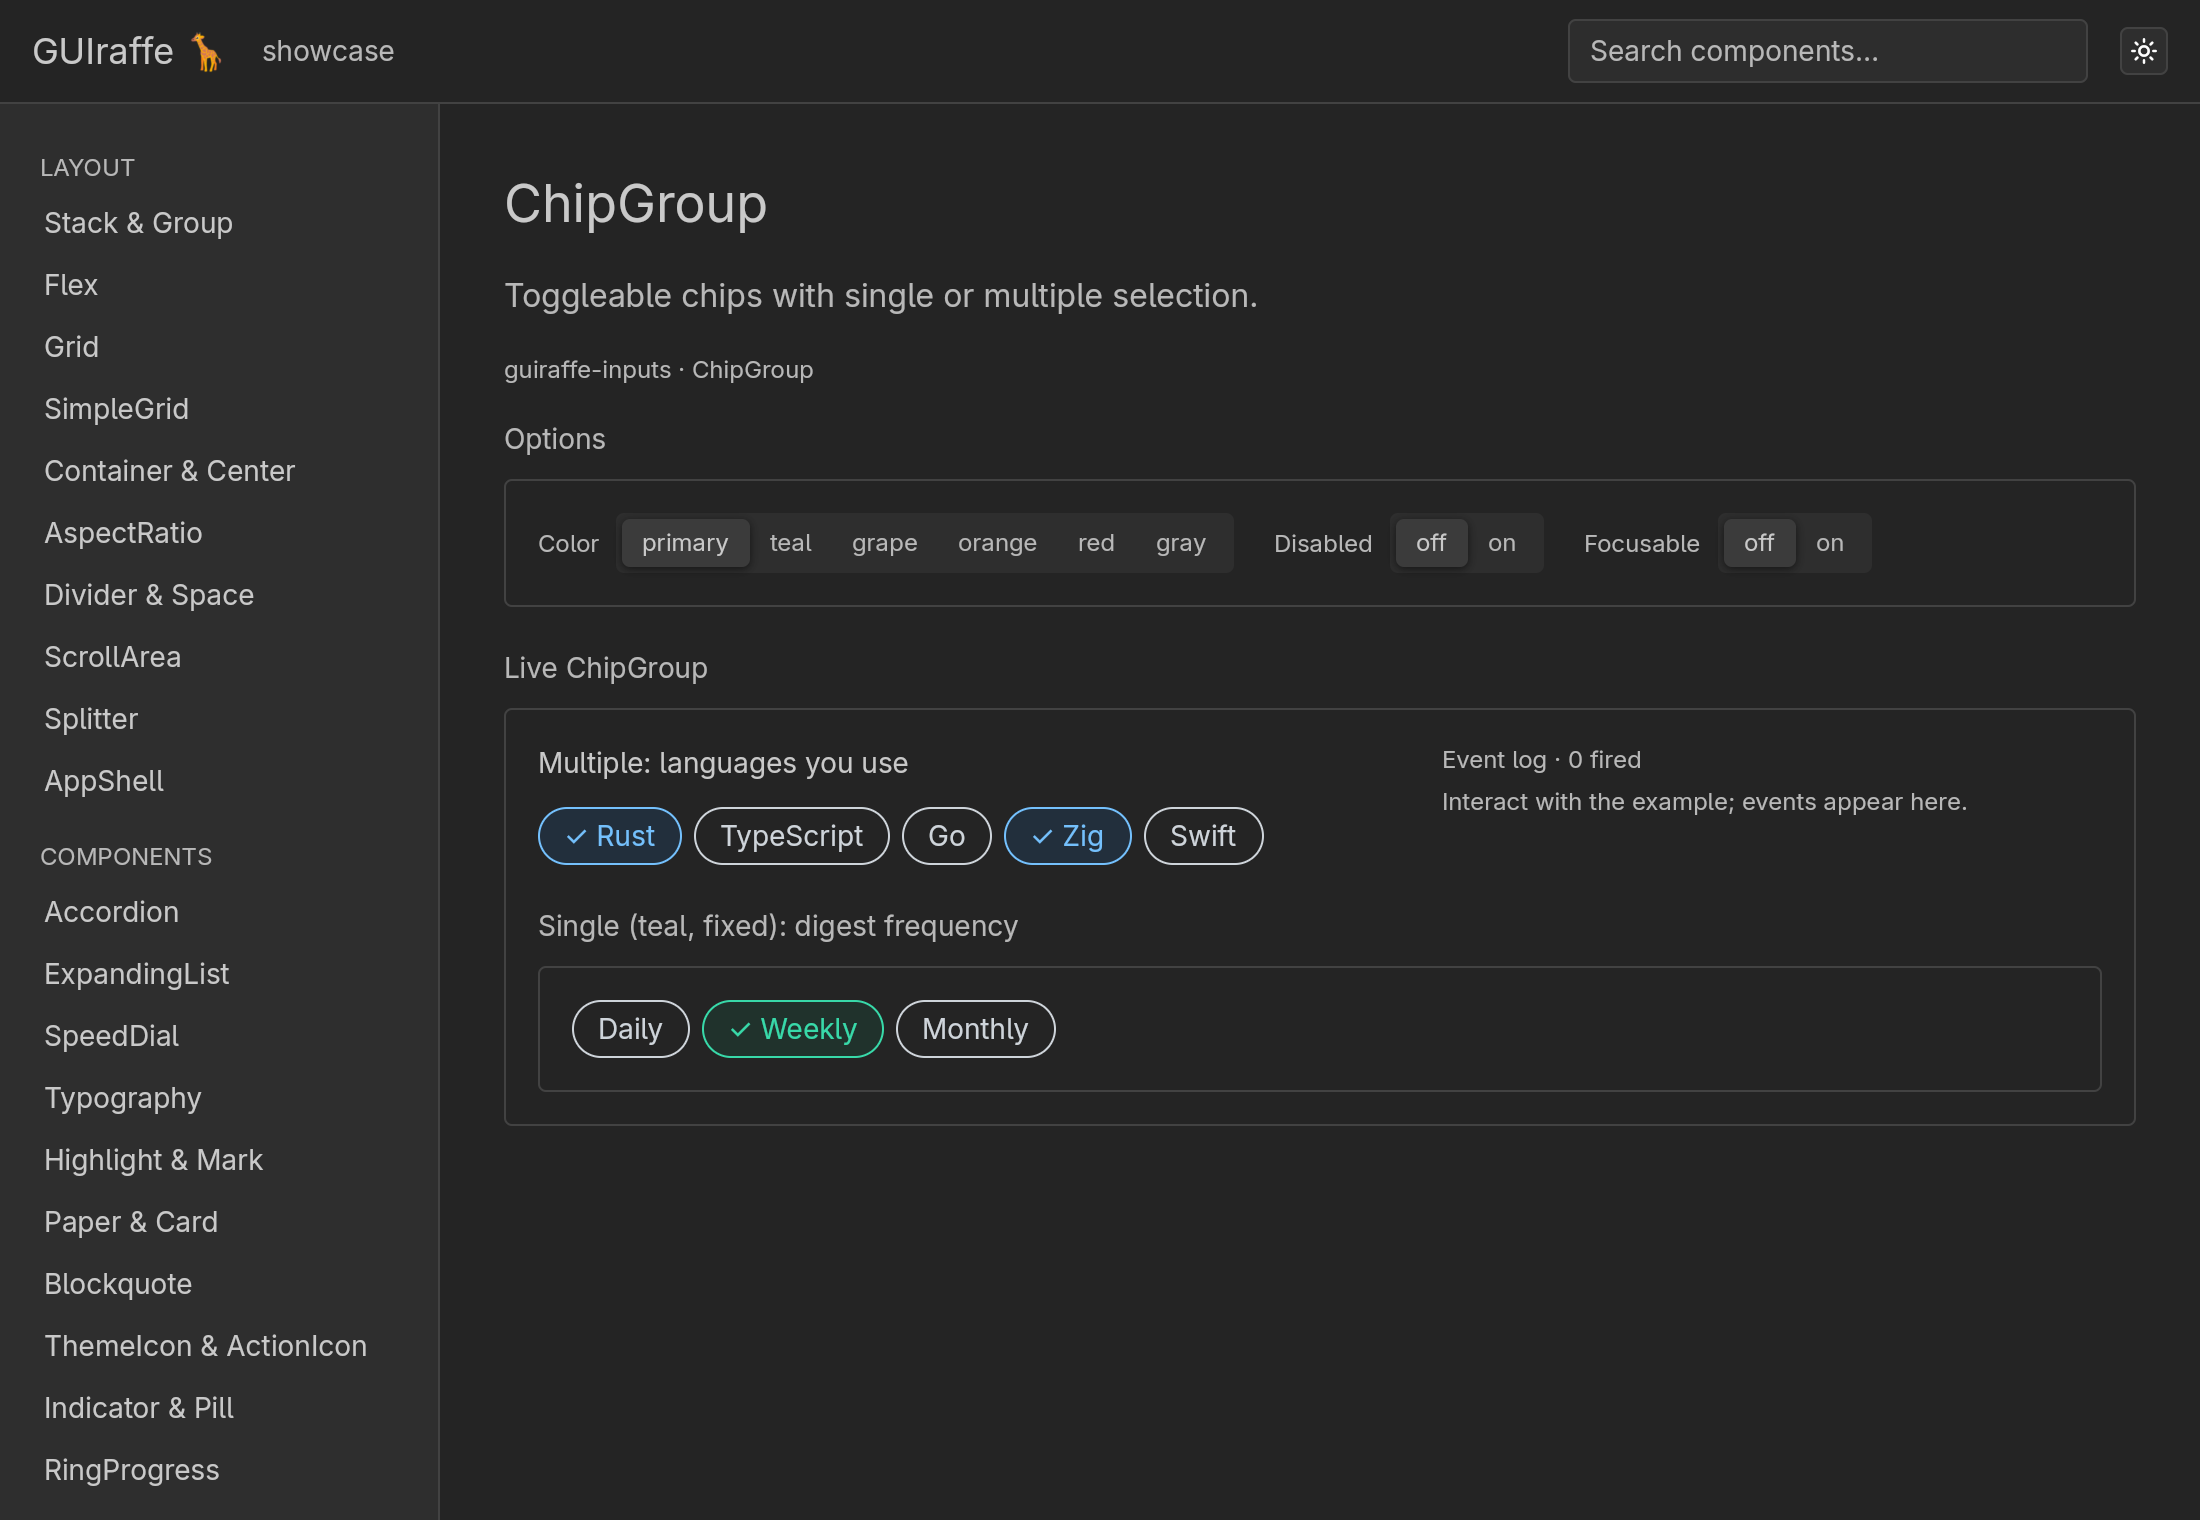 GUIraffe 🦒 showcase
Search components...
LAYOUT
Stack & Group
Flex
Grid
SimpleGrid
Container & Center
AspectRatio
Divider & Space
ScrollArea
Splitter
AppShell
COMPONENTS
Accordion
ExpandingList
SpeedDial
Typography
Highlight & Mark
Paper & Card
Blockquote
ThemeIcon & ActionIcon
Indicator & Pill
RingProgress
ChipGroup
Toggleable chips with single or multiple selection.
guiraffe-inputs · ChipGroup
Options
Color primary teal grape orange red gray Disabled off on Focusable off on
Live ChipGroup
Multiple: languages you use
Rust TypeScript Go Zig Swift
Event log · 0 fired
Interact with the example; events appear here.
Single (teal, fixed): digest frequency
Daily Weekly Monthly